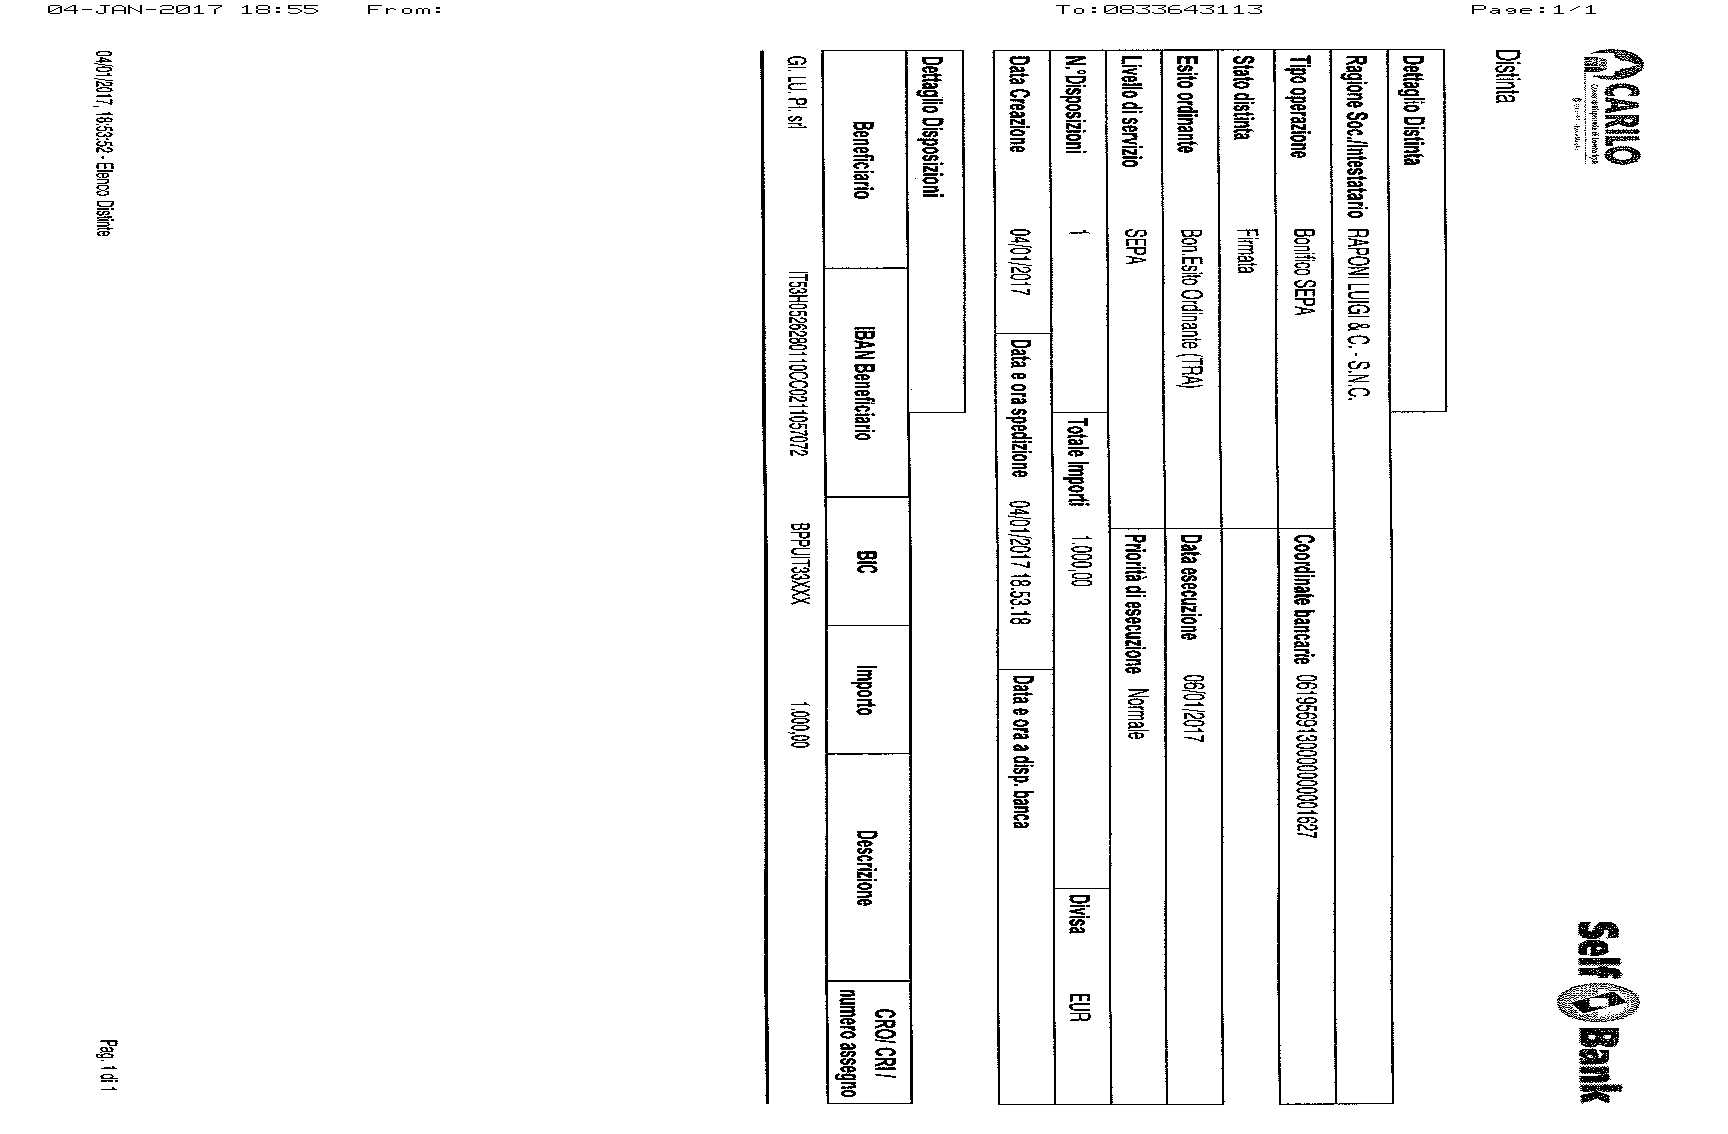 04-JAN-2017 18:55 From: To:0833643113 Page:1/1
CARILO
Self Bank
Distinta
Dettaglio Distinta
Ragione Soc./Intestatario RAPONI LUIGI & C. - S.N.C.
Tipo operazione Bonifico SEPA Coordinate bancarie 0619569130000000001627
Stato distinta Firmata
Esito ordinante Bon.Esito Ordinante (TRA) Data esecuzione 06/01/2017
Livello di servizio SEPA Priorità di esecuzione Normale
N.°Disposizioni 1 Totale Importi 1.000,00 Divisa EUR
Data Creazione 04/01/2017 Data e ora spedizione 04/01/2017 18.53.18 Data e ora a disp. banca
Dettaglio Disposizioni
Beneficiario IBAN Beneficiario BIC Importo Descrizione CRO/ CRI /
numero assegno
GI. LU. PI. srl IT53H0526280110CC0211057072 BPPUIT33XXX 1.000,00
04/01/2017, 18:53:52 - Elenco Distinte Pag. 1 di 1